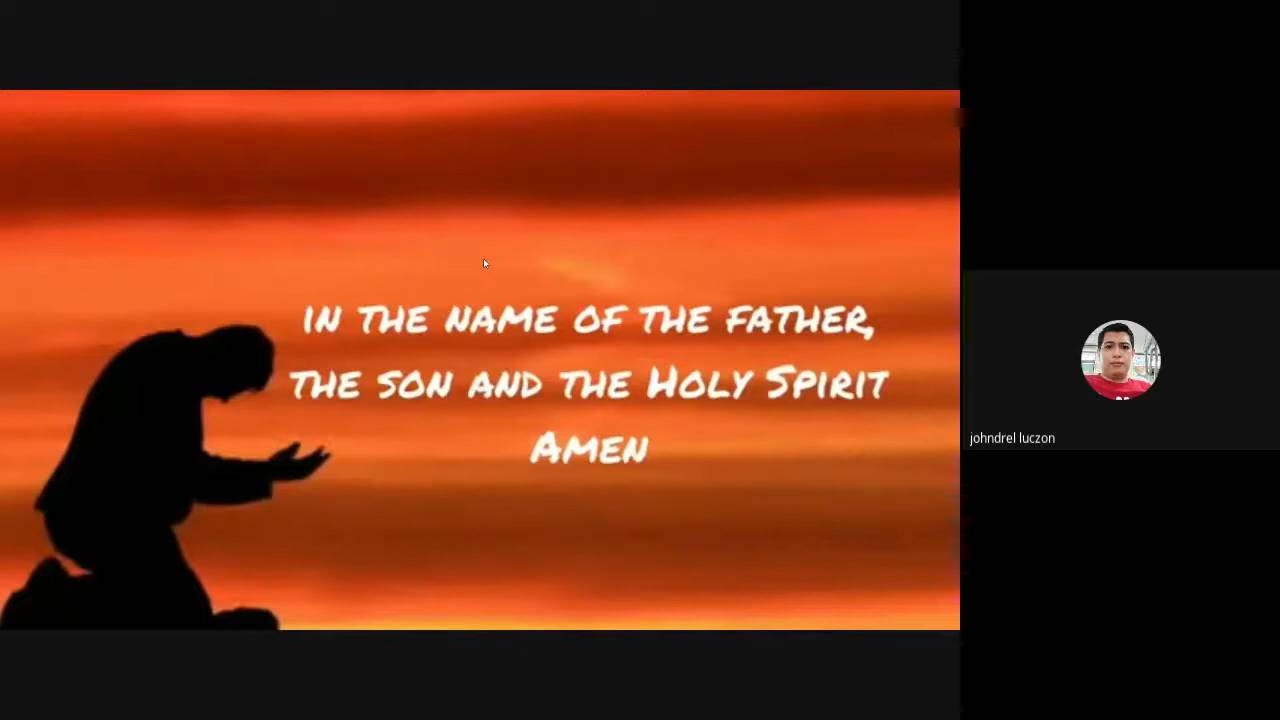 IN THE NAME OF THE FATHER,
THE SON AND THE HOLY SPIRIT
AMEN
johndrel luczon